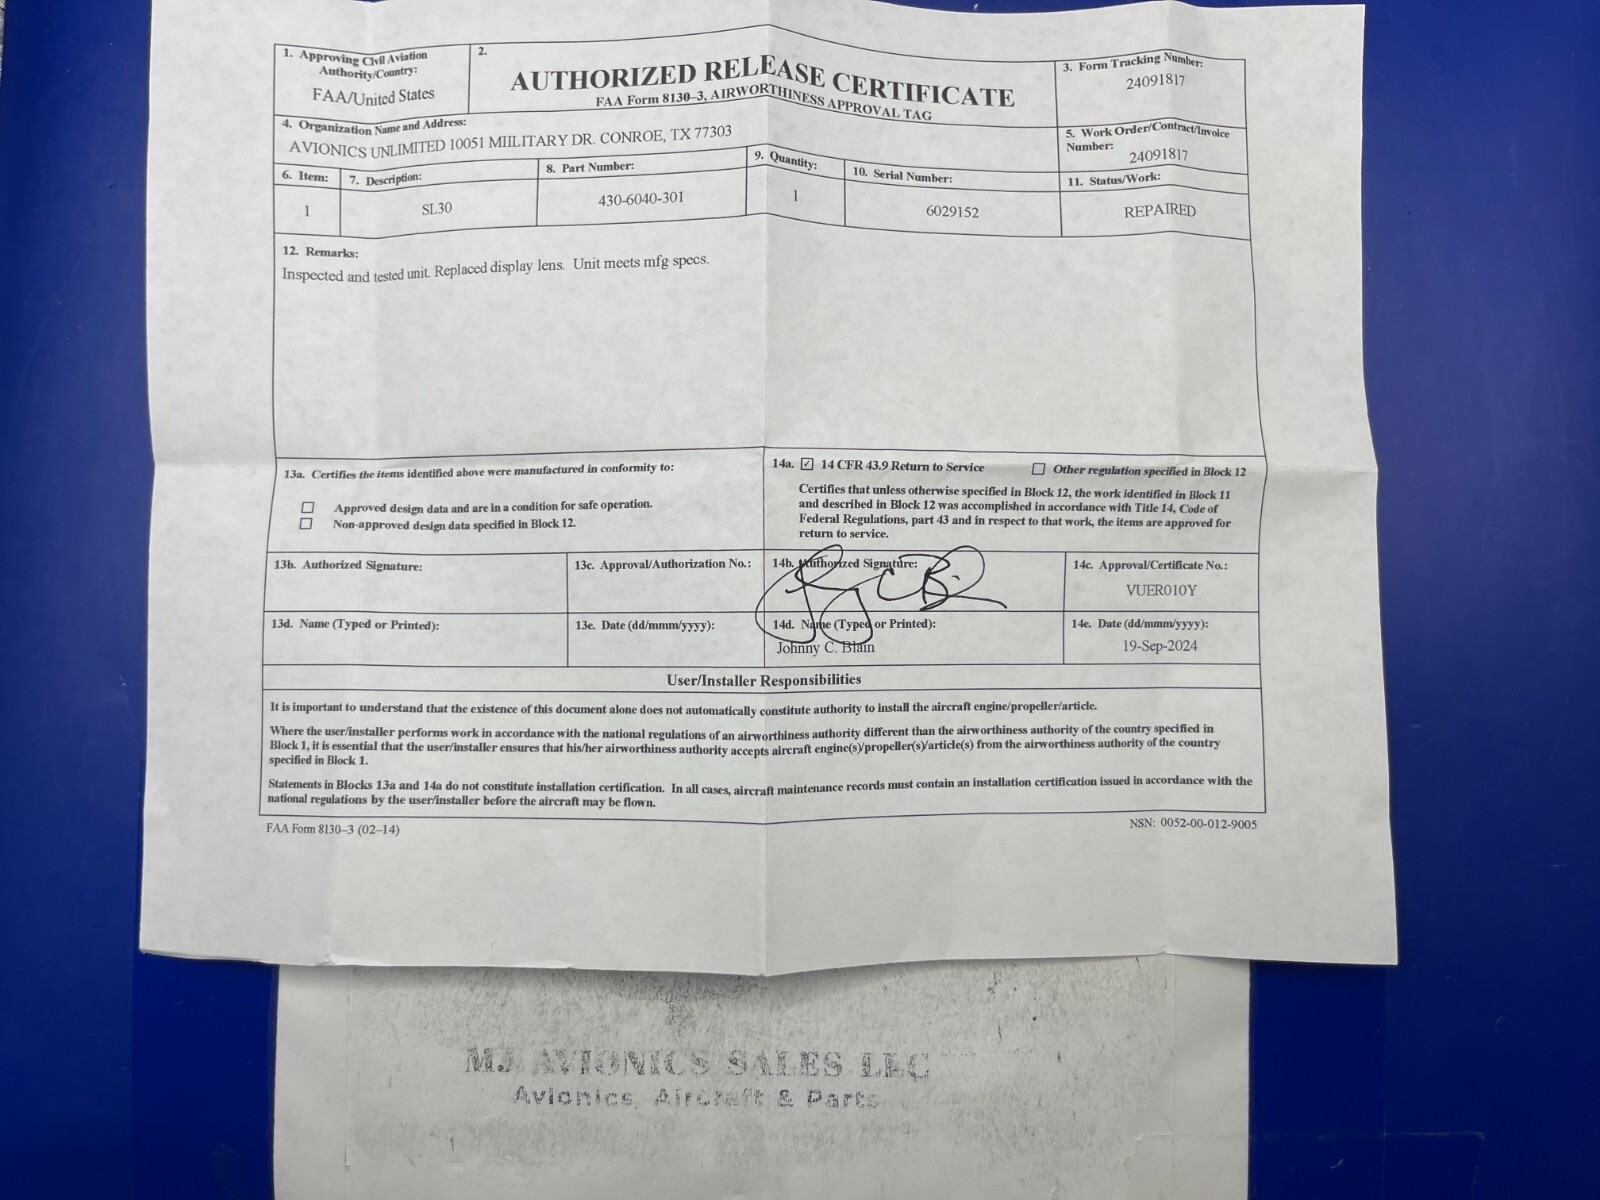 1. Approving Civil Aviation
Authority/Country:
FAA/United States
2.
AUTHORIZED RELEASE CERTIFICATE
FAA Form 8130–3, AIRWORTHINESS APPROVAL TAG
3. Form Tracking Number:
24091817
4. Organization Name and Address:
AVIONICS UNLIMITED 10051 MIILITARY DR. CONROE, TX 77303
5. Work Order/Contract/Invoice
Number:
24091817
6. Item:
7. Description:
8. Part Number:
9. Quantity:
10. Serial Number:
11. Status/Work:
1
SL30
430-6040-301
1
6029152
REPAIRED
12. Remarks:
Inspected and tested unit. Replaced display lens. Unit meets mfg specs.
13a. Certifies the items identified above were manufactured in conformity to:
Approved design data and are in a condition for safe operation.
Non-approved design data specified in Block 12.
14a. ☑ 14 CFR 43.9 Return to Service ☐ Other regulation specified in Block 12
Certifies that unless otherwise specified in Block 12, the work identified in Block 11
and described in Block 12 was accomplished in accordance with Title 14, Code of
Federal Regulations, part 43 and in respect to that work, the items are approved for
return to service.
13b. Authorized Signature:
13c. Approval/Authorization No.:
14b. Authorized Signature:
14c. Approval/Certificate No.:
VUER010Y
13d. Name (Typed or Printed):
13e. Date (dd/mmm/yyyy):
14d. Name (Typed or Printed):
Johnny C. Blain
14e. Date (dd/mmm/yyyy):
19-Sep-2024
User/Installer Responsibilities
It is important to understand that the existence of this document alone does not automatically constitute authority to install the aircraft engine/propeller/article.
Where the user/installer performs work in accordance with the national regulations of an airworthiness authority different than the airworthiness authority of the country specified in
Block 1, it is essential that the user/installer ensures that his/her airworthiness authority accepts aircraft engine(s)/propeller(s)/article(s) from the airworthiness authority of the country
specified in Block 1.
Statements in Blocks 13a and 14a do not constitute installation certification. In all cases, aircraft maintenance records must contain an installation certification issued in accordance with the
national regulations by the user/installer before the aircraft may be flown.
FAA Form 8130–3 (02–14)
NSN: 0052-00-012-9005
MJ AVIONICS SALES LLC
Avionics, Aircraft & Parts